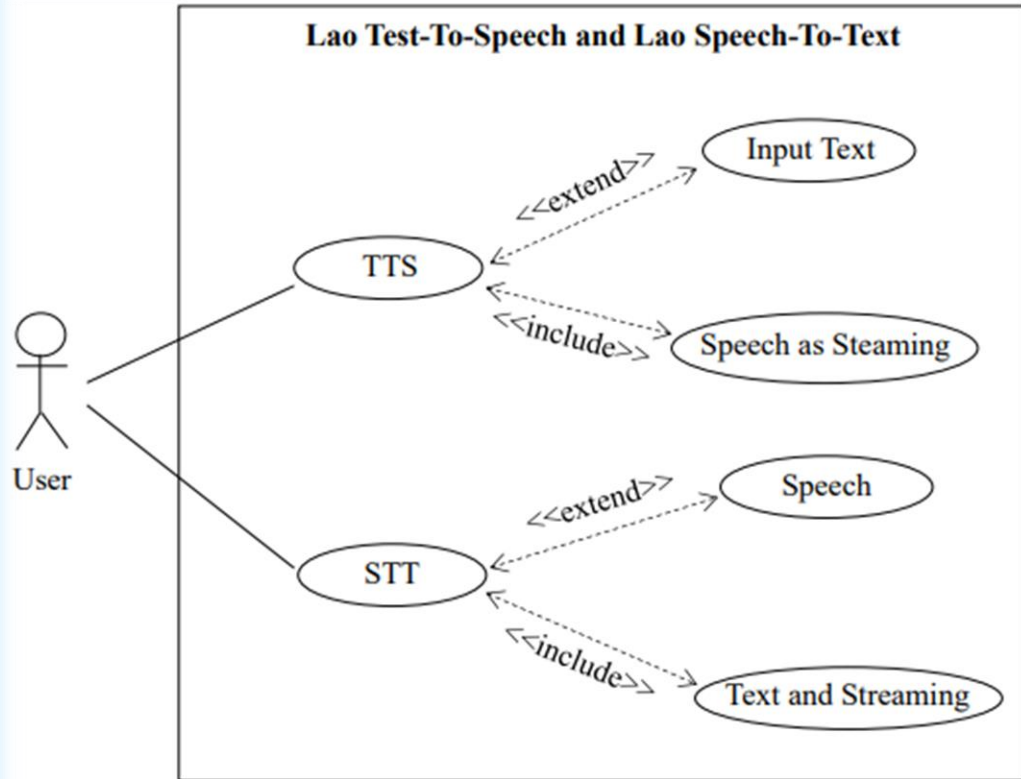 Lao Test-To-Speech and Lao Speech-To-Text
Input Text
<<extend>>
TTS
<<include>>
Speech as Steaming
User
Speech
<<extend>>
STT
<<include>>
Text and Streaming